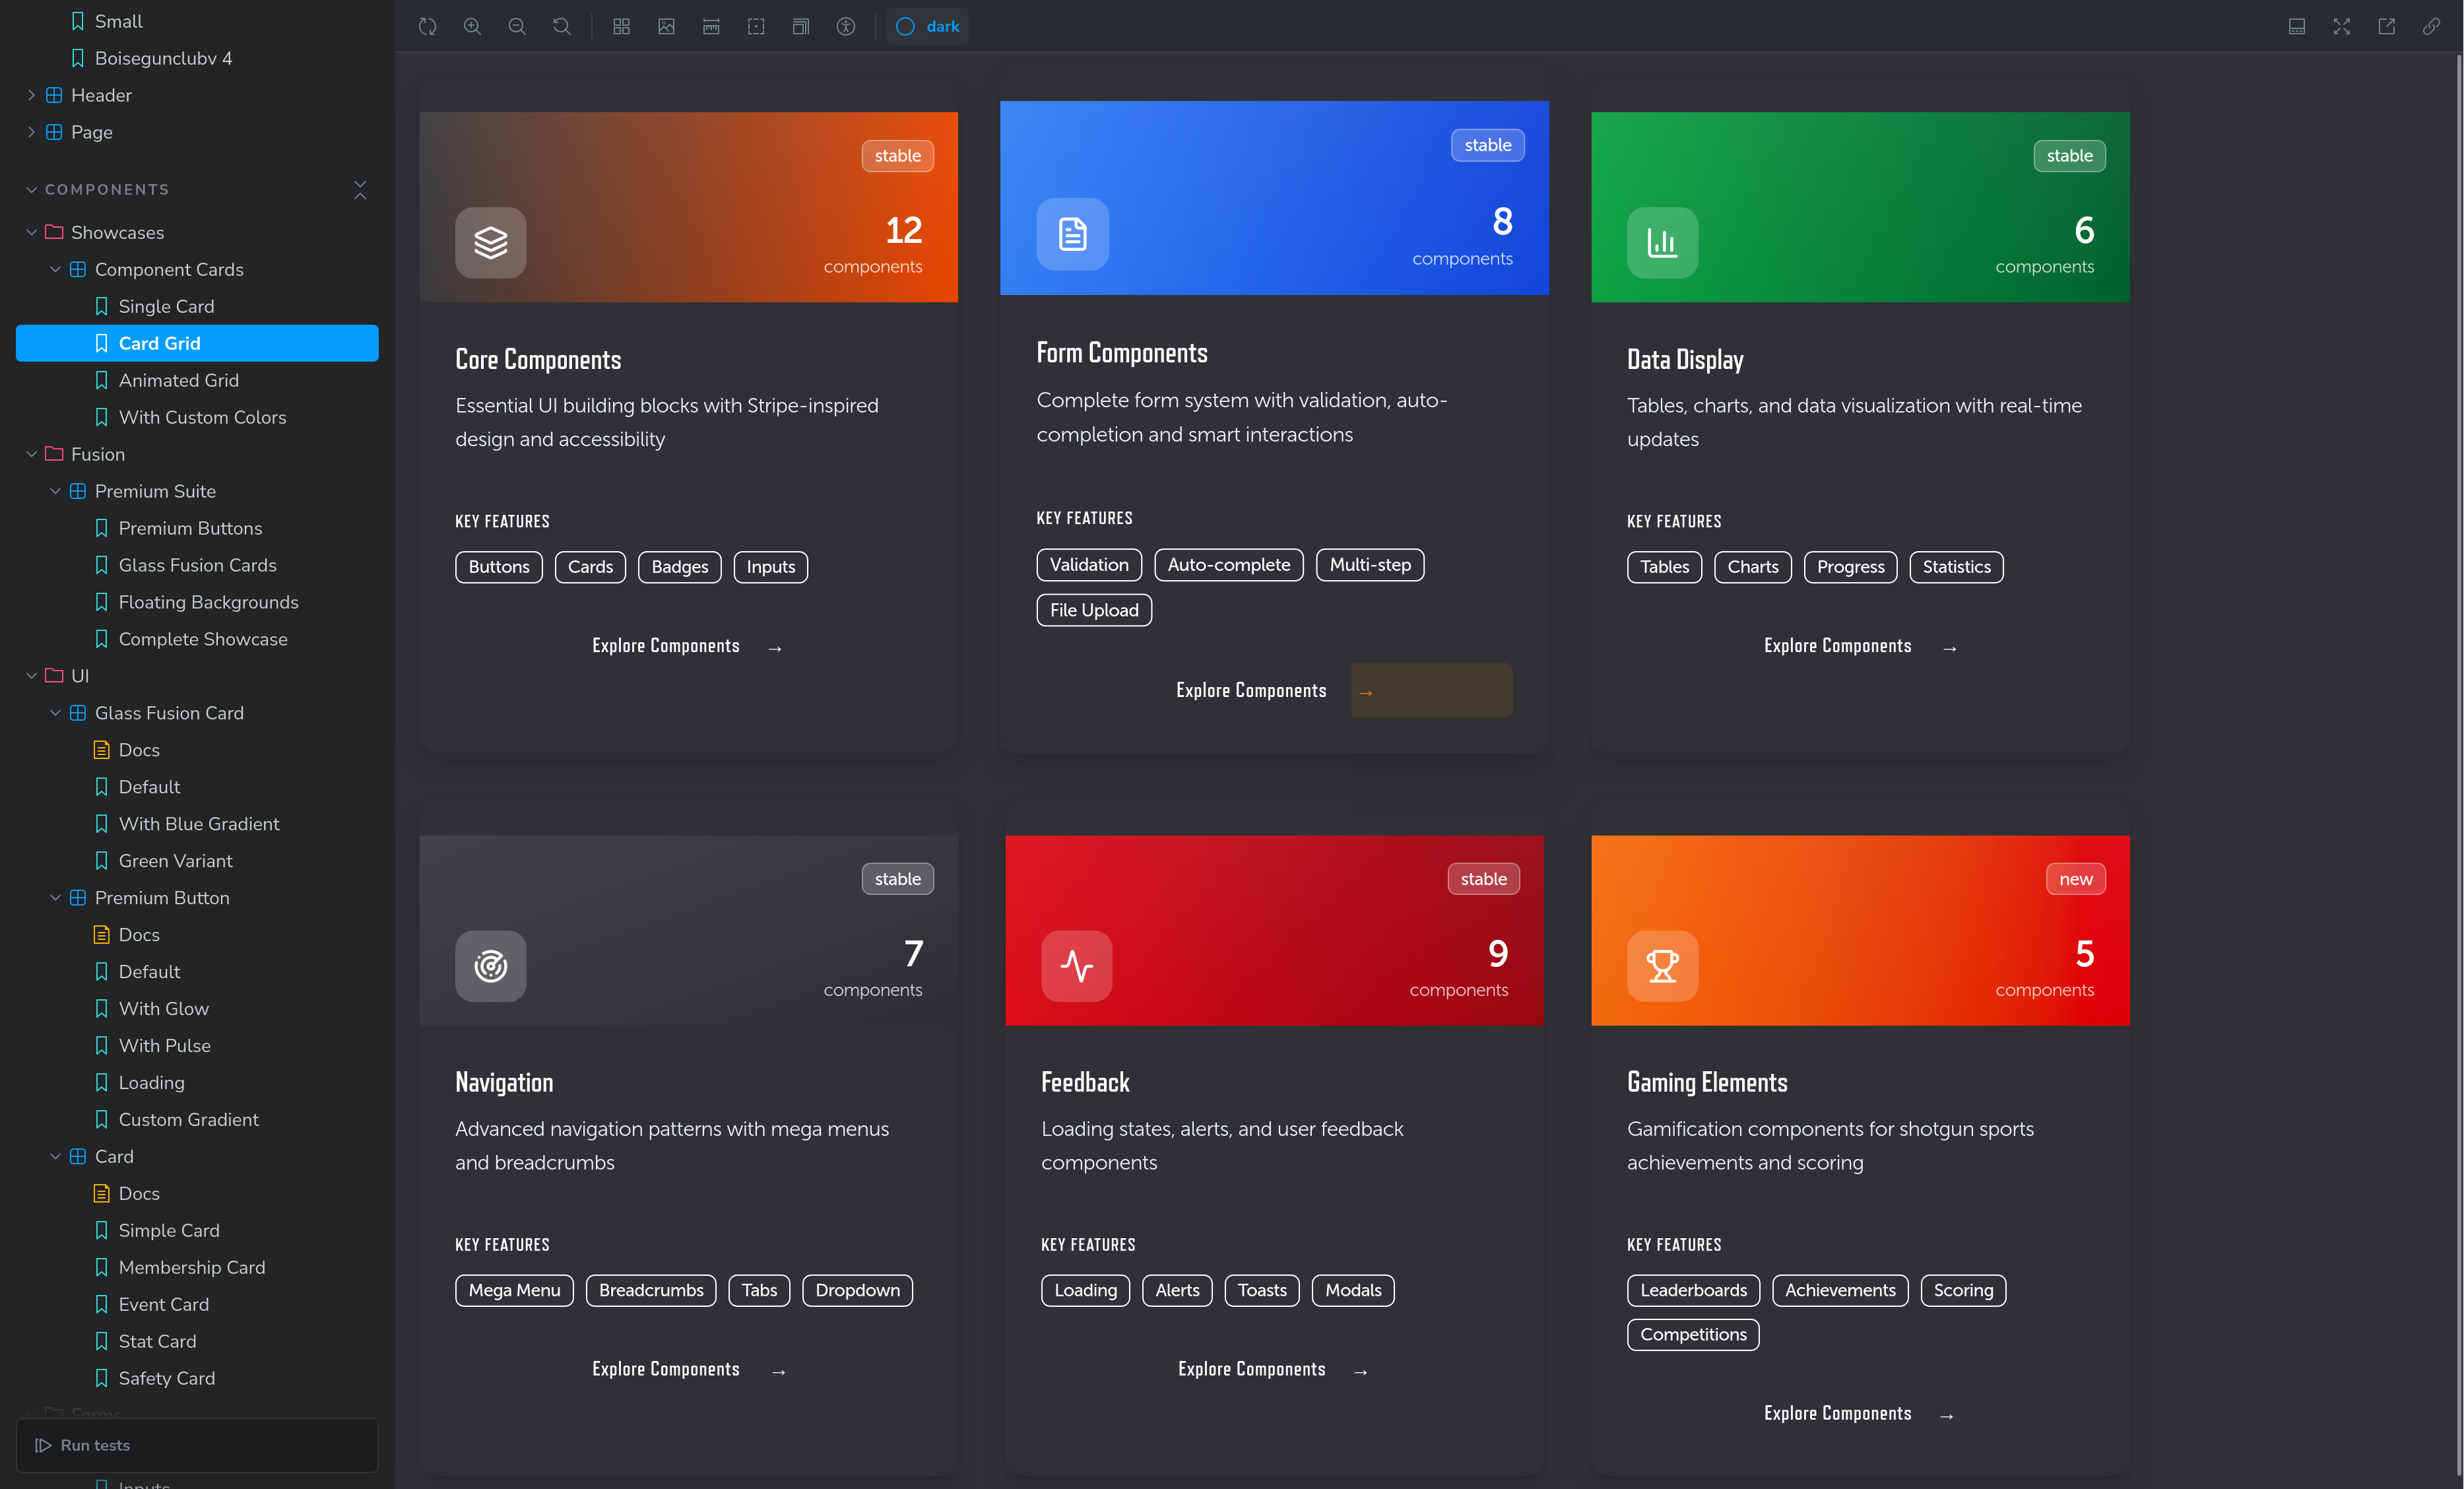 Small
Boisegunclubv 4
Header
Page
COMPONENTS
Showcases
Component Cards
Single Card
Card Grid
Animated Grid
With Custom Colors
Fusion
Premium Suite
Premium Buttons
Glass Fusion Cards
Floating Backgrounds
Complete Showcase
UI
Glass Fusion Card
Docs
Default
With Blue Gradient
Green Variant
Premium Button
Docs
Default
With Glow
With Pulse
Loading
Custom Gradient
Card
Docs
Simple Card
Membership Card
Event Card
Stat Card
Safety Card
Forms
Run tests
Inputs
dark
stable
12
components
Core Components
Essential UI building blocks with Stripe-inspired
design and accessibility
KEY FEATURES
Buttons Cards Badges Inputs
Explore Components →
stable
8
components
Form Components
Complete form system with validation, auto-
completion and smart interactions
KEY FEATURES
Validation Auto-complete Multi-step
File Upload
Explore Components →
stable
6
components
Data Display
Tables, charts, and data visualization with real-time
updates
KEY FEATURES
Tables Charts Progress Statistics
Explore Components →
stable
7
components
Navigation
Advanced navigation patterns with mega menus
and breadcrumbs
KEY FEATURES
Mega Menu Breadcrumbs Tabs Dropdown
Explore Components →
stable
9
components
Feedback
Loading states, alerts, and user feedback
components
KEY FEATURES
Loading Alerts Toasts Modals
Explore Components →
new
5
components
Gaming Elements
Gamification components for shotgun sports
achievements and scoring
KEY FEATURES
Leaderboards Achievements Scoring
Competitions
Explore Components →